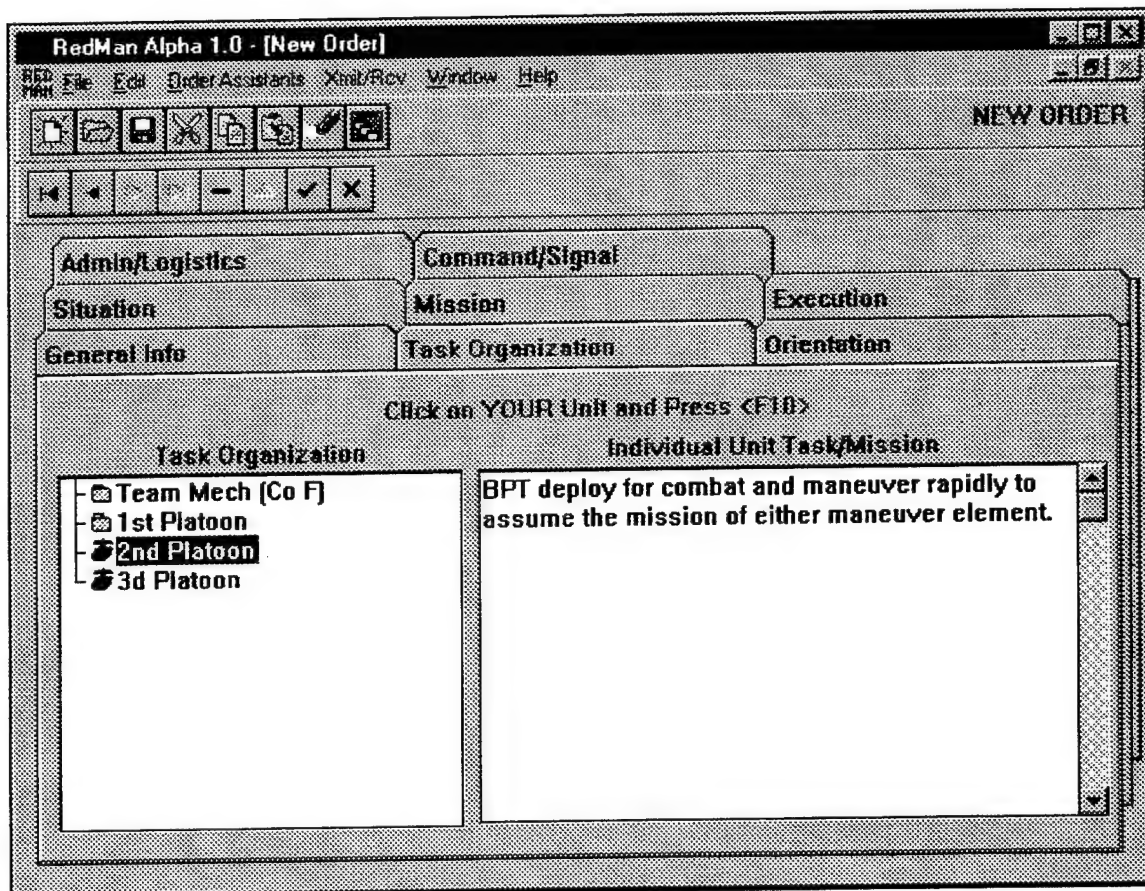 RedMan Alpha 1.0 - [New Order]
RED MAN File Edit Order Assistants Xmit/Rcv Window Help
NEW ORDER
Admin/Logistics Command/Signal
Situation Mission Execution
General Info Task Organization Orientation
Click on YOUR Unit and Press <F10>
Task Organization
Individual Unit Task/Mission
Team Mech (Co F)
1st Platoon
2nd Platoon
3d Platoon
BPT deploy for combat and maneuver rapidly to
assume the mission of either maneuver element.